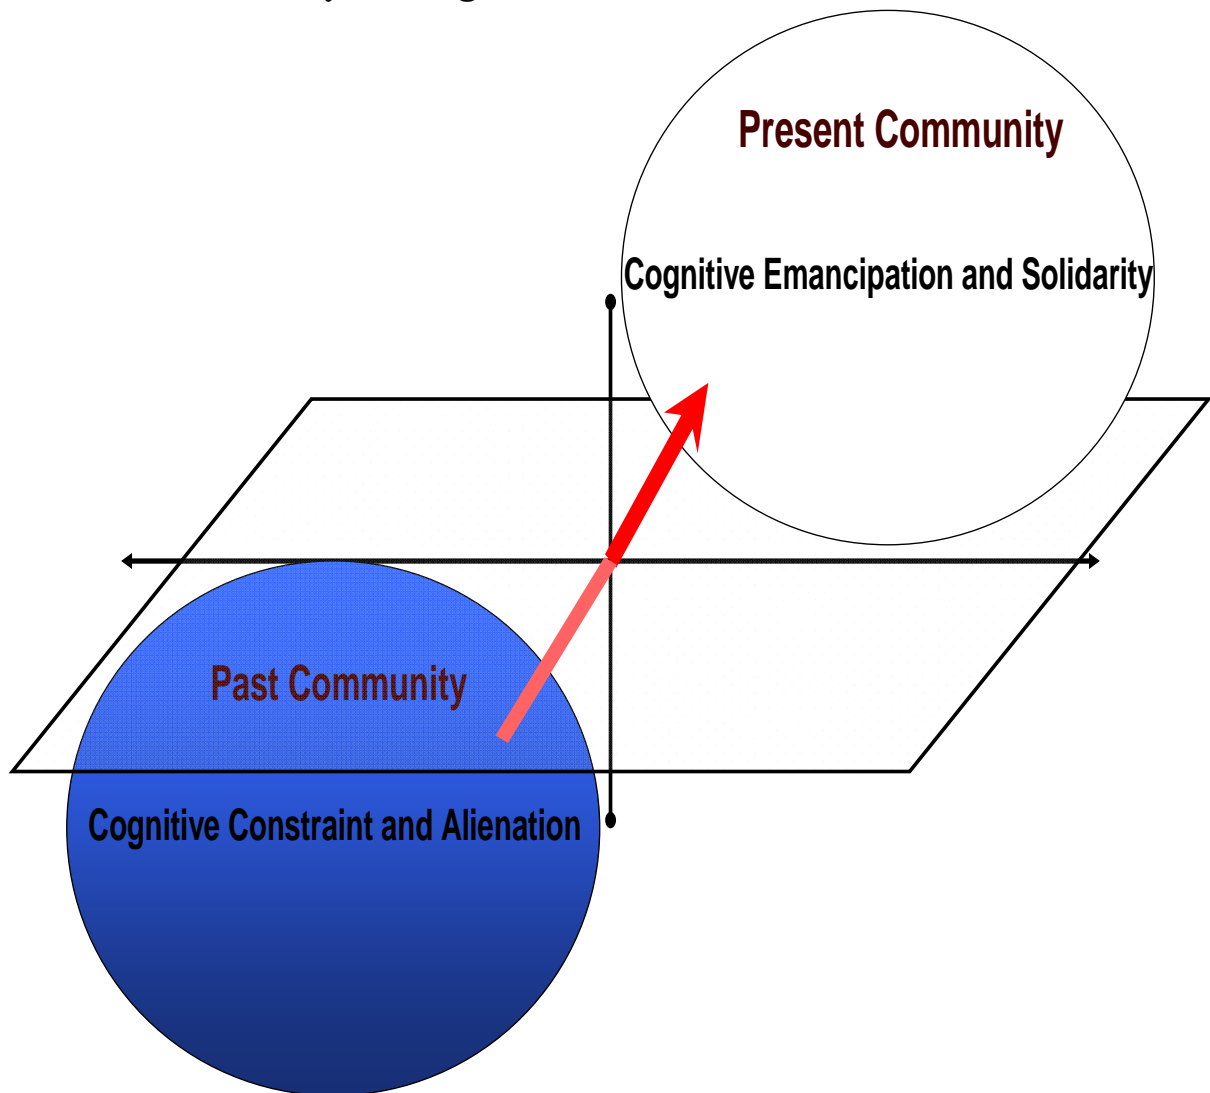 Present Community
Cognitive Emancipation and Solidarity
Past Community
Cognitive Constraint and Alienation